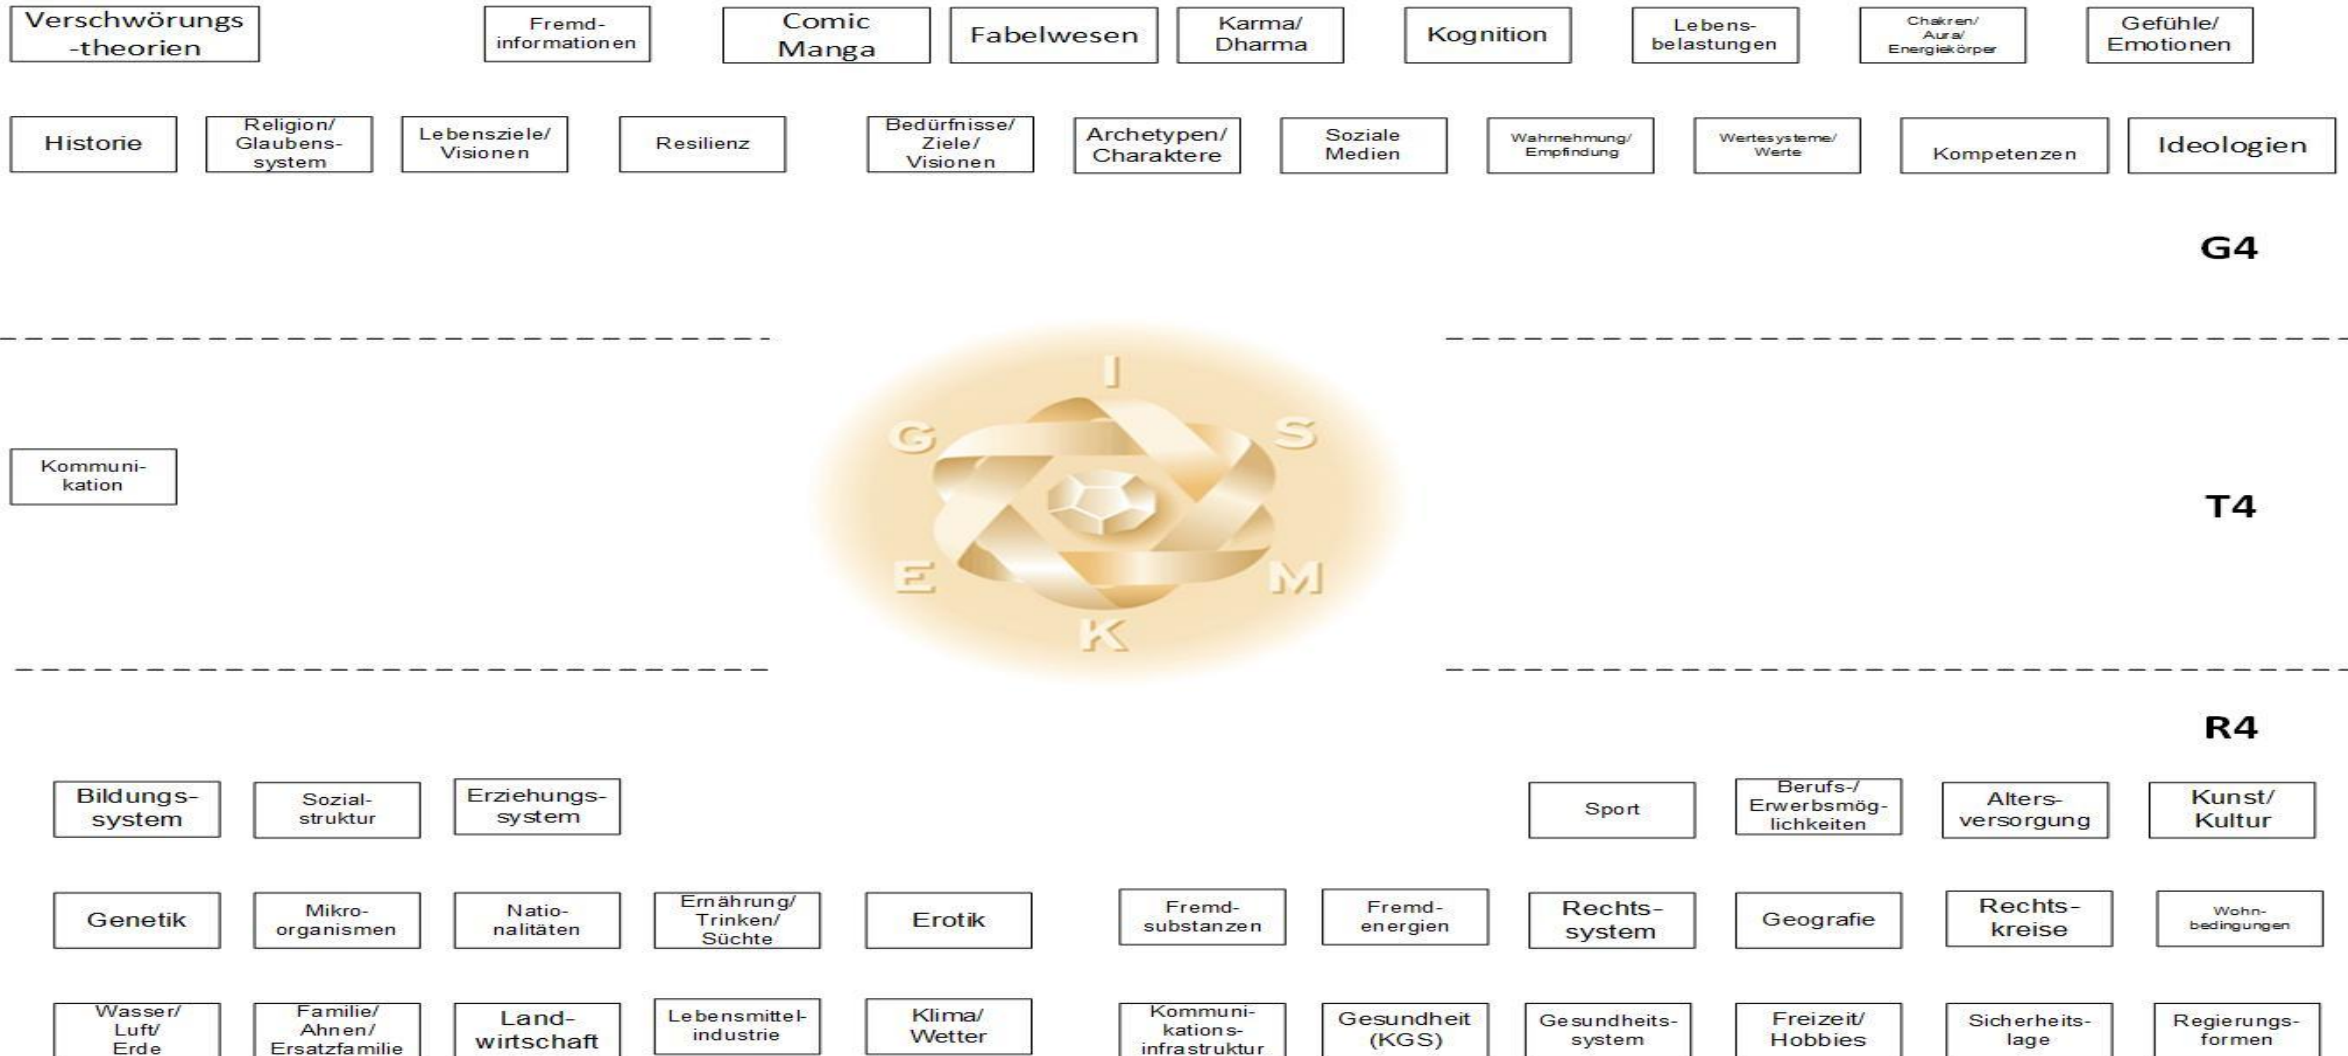 Verschwörungs
-theorien
Fremd-
informationen
Comic
Manga
Fabelwesen
Karma/
Dharma
Kognition
Lebens-
belastungen
Chakren/
Aura/
Energiekörper
Gefühle/
Emotionen
Historie
Religion/
Glaubens-
system
Lebensziele/
Visionen
Resilienz
Bedürfnisse/
Ziele/
Visionen
Archetypen/
Charaktere
Soziale
Medien
Wahrnehmung/
Empfindung
Wertesysteme/
Werte
Kompetenzen
Ideologien
G4
I
G
S
Kommuni-
kation
T4
E
M
K
R4
Bildungs-
system
Sozial-
struktur
Erziehungs-
system
Sport
Berufs-/
Erwerbsmög-
lichkeiten
Alters-
versorgung
Kunst/
Kultur
Genetik
Mikro-
organismen
Natio-
nalitäten
Ernährung/
Trinken/
Süchte
Erotik
Fremd-
substanzen
Fremd-
energien
Rechts-
system
Geografie
Rechts-
kreise
Wohn-
bedingungen
Wasser/
Luft/
Erde
Familie/
Ahnen/
Ersatzfamilie
Land-
wirtschaft
Lebensmittel-
industrie
Klima/
Wetter
Kommuni-
kations-
infrastruktur
Gesundheit
(KGS)
Gesundheits-
system
Freizeit/
Hobbies
Sicherheits-
lage
Regierungs-
formen